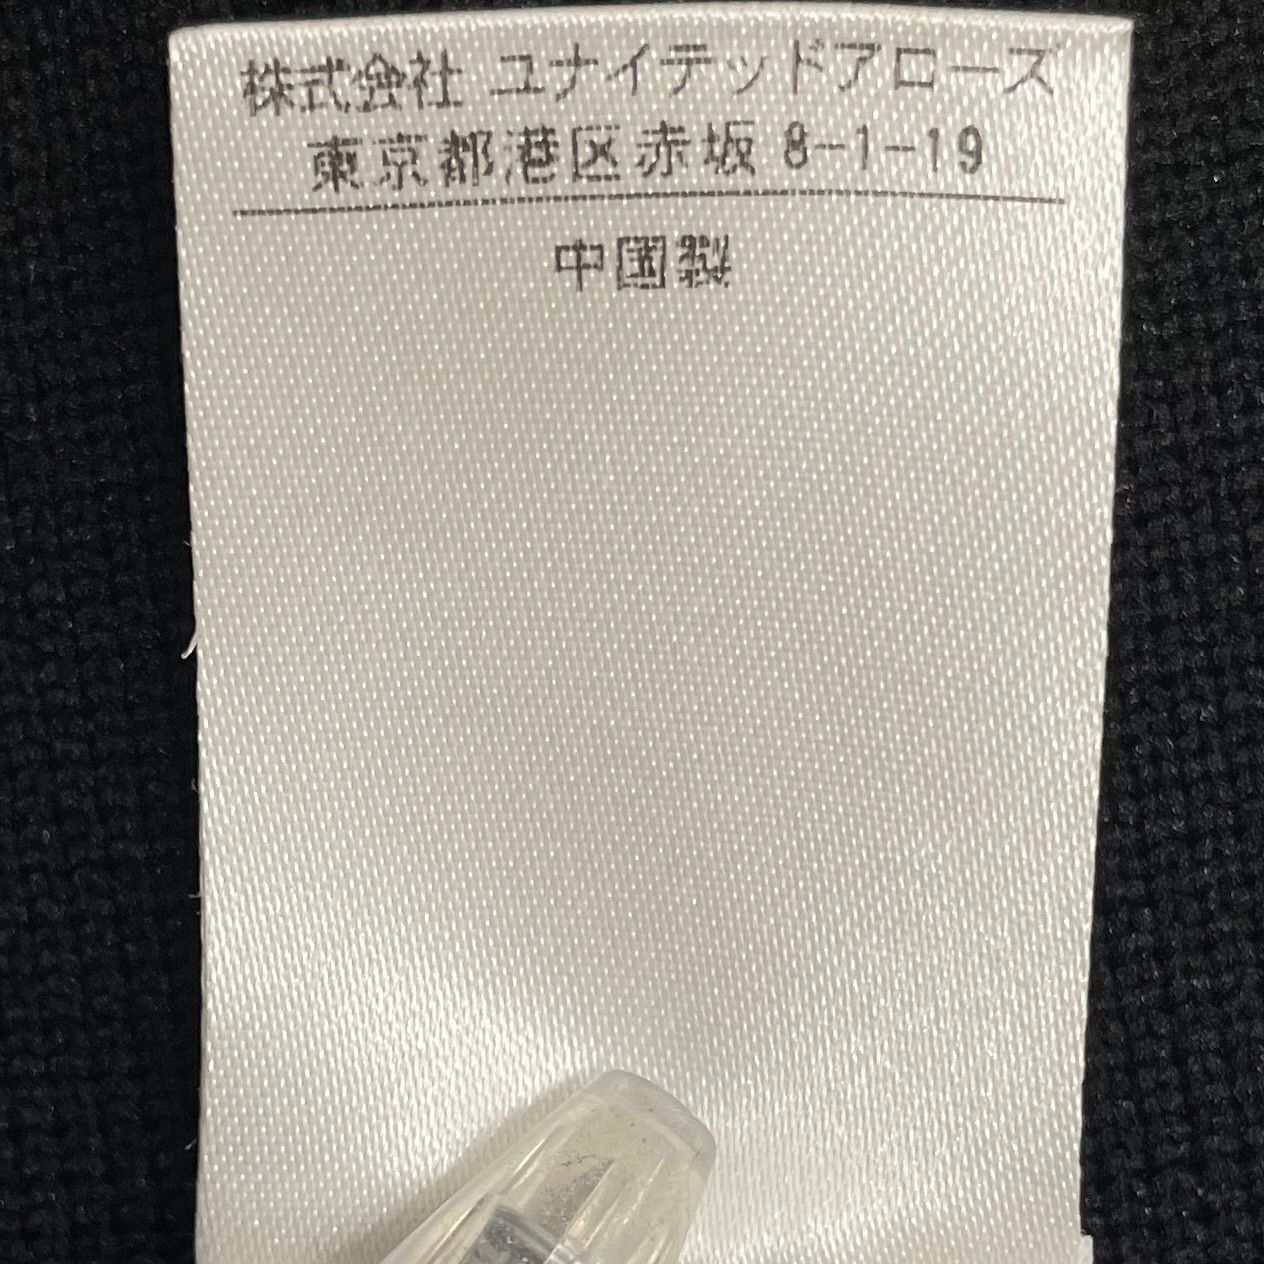 株式会社 ユナイテッドアローズ
東京都港区赤坂 8-1-19
中国製